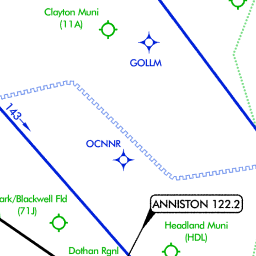 Clayton Muni
(11A)
GOLLM
143
OCNNR
ark/Blackwell Fld
(71J)
ANNISTON 122.2
Headland Muni
(HDL)
Dothan Rgnl